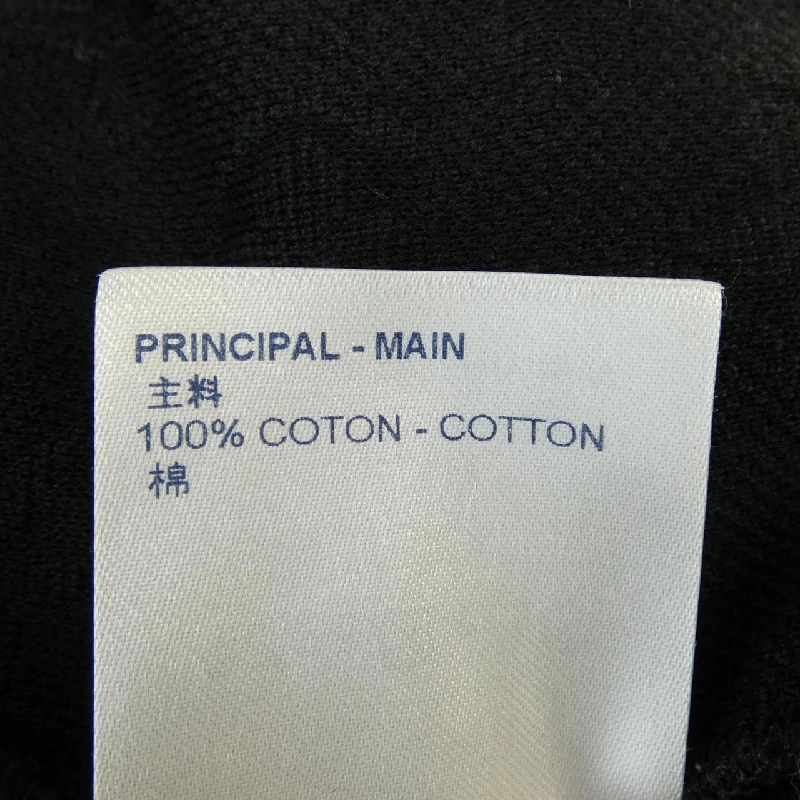 PRINCIPAL - MAIN
主料
100% COTON - COTTON
棉